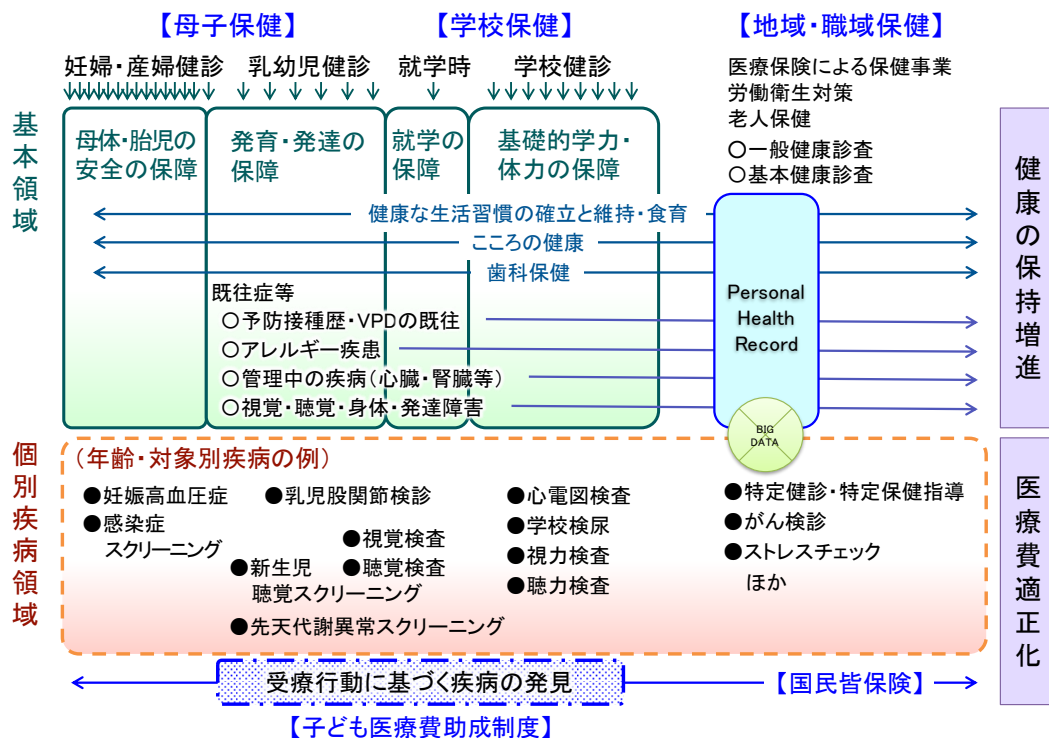 【母子保健】
【学校保健】
【地域・職域保健】
妊婦・産婦健診
乳幼児健診
就学時
学校健診
医療保険による保健事業
労働衛生対策
老人保健
○一般健康診査
○基本健康診査
基本領域
母体・胎児の
安全の保障
発育・発達の
保障
就学の
保障
基礎的学力・
体力の保障
健康な生活習慣の確立と維持・食育
こころの健康
歯科保健
既往症等
○予防接種歴・VPDの既往
○アレルギー疾患
○管理中の疾病(心臓・腎臓等)
○視覚・聴覚・身体・発達障害
Personal
Health
Record
BIG
DATA
健康の保持増進
個別疾病領域
(年齢・対象別疾病の例)
●妊娠高血圧症
●感染症
スクリーニング
●乳児股関節検診
●視覚検査
●聴覚検査
●新生児
聴覚スクリーニング
●先天代謝異常スクリーニング
●心電図検査
●学校検尿
●視力検査
●聴力検査
●特定健診・特定保健指導
●がん検診
●ストレスチェック
ほか
医療費適正化
受療行動に基づく疾病の発見
【国民皆保険】
【子ども医療費助成制度】